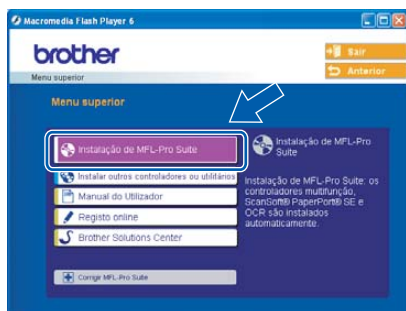 Macromedia Flash Player 6
brother
Sair
Anterior
Menu superior
Menu superior
Instalação de MFL-Pro Suite
Instalar outros controladores ou utilitários
Manual do Utilizador
Registo online
Brother Solutions Center
Corrigir MFL-Pro Suite
Instalação de MFL-Pro
Suite
Instalação de MFL-Pro Suite: os
controladores multifunção,
ScanSoft® PaperPort® SE e
OCR são instalados
automaticamente.